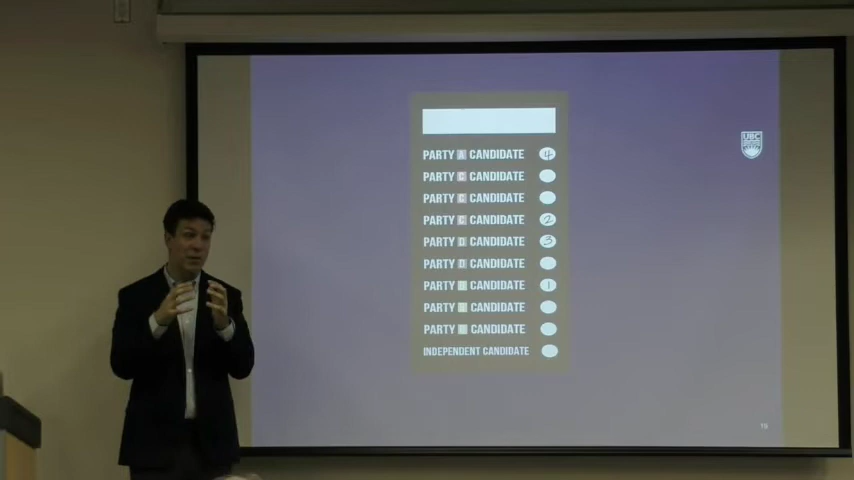 UBC
PARTY A CANDIDATE 4
PARTY C CANDIDATE
PARTY C CANDIDATE
PARTY C CANDIDATE 2
PARTY D CANDIDATE 3
PARTY D CANDIDATE
PARTY CANDIDATE 1
PARTY CANDIDATE
PARTY CANDIDATE
INDEPENDENT CANDIDATE